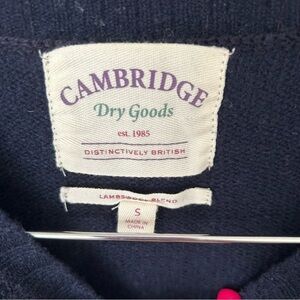 CAMBRIDGE
Dry Goods
est. 1985
DISTINCTIVELY BRITISH
LAMBSWOOL BLEND
S
MADE IN
CHINA